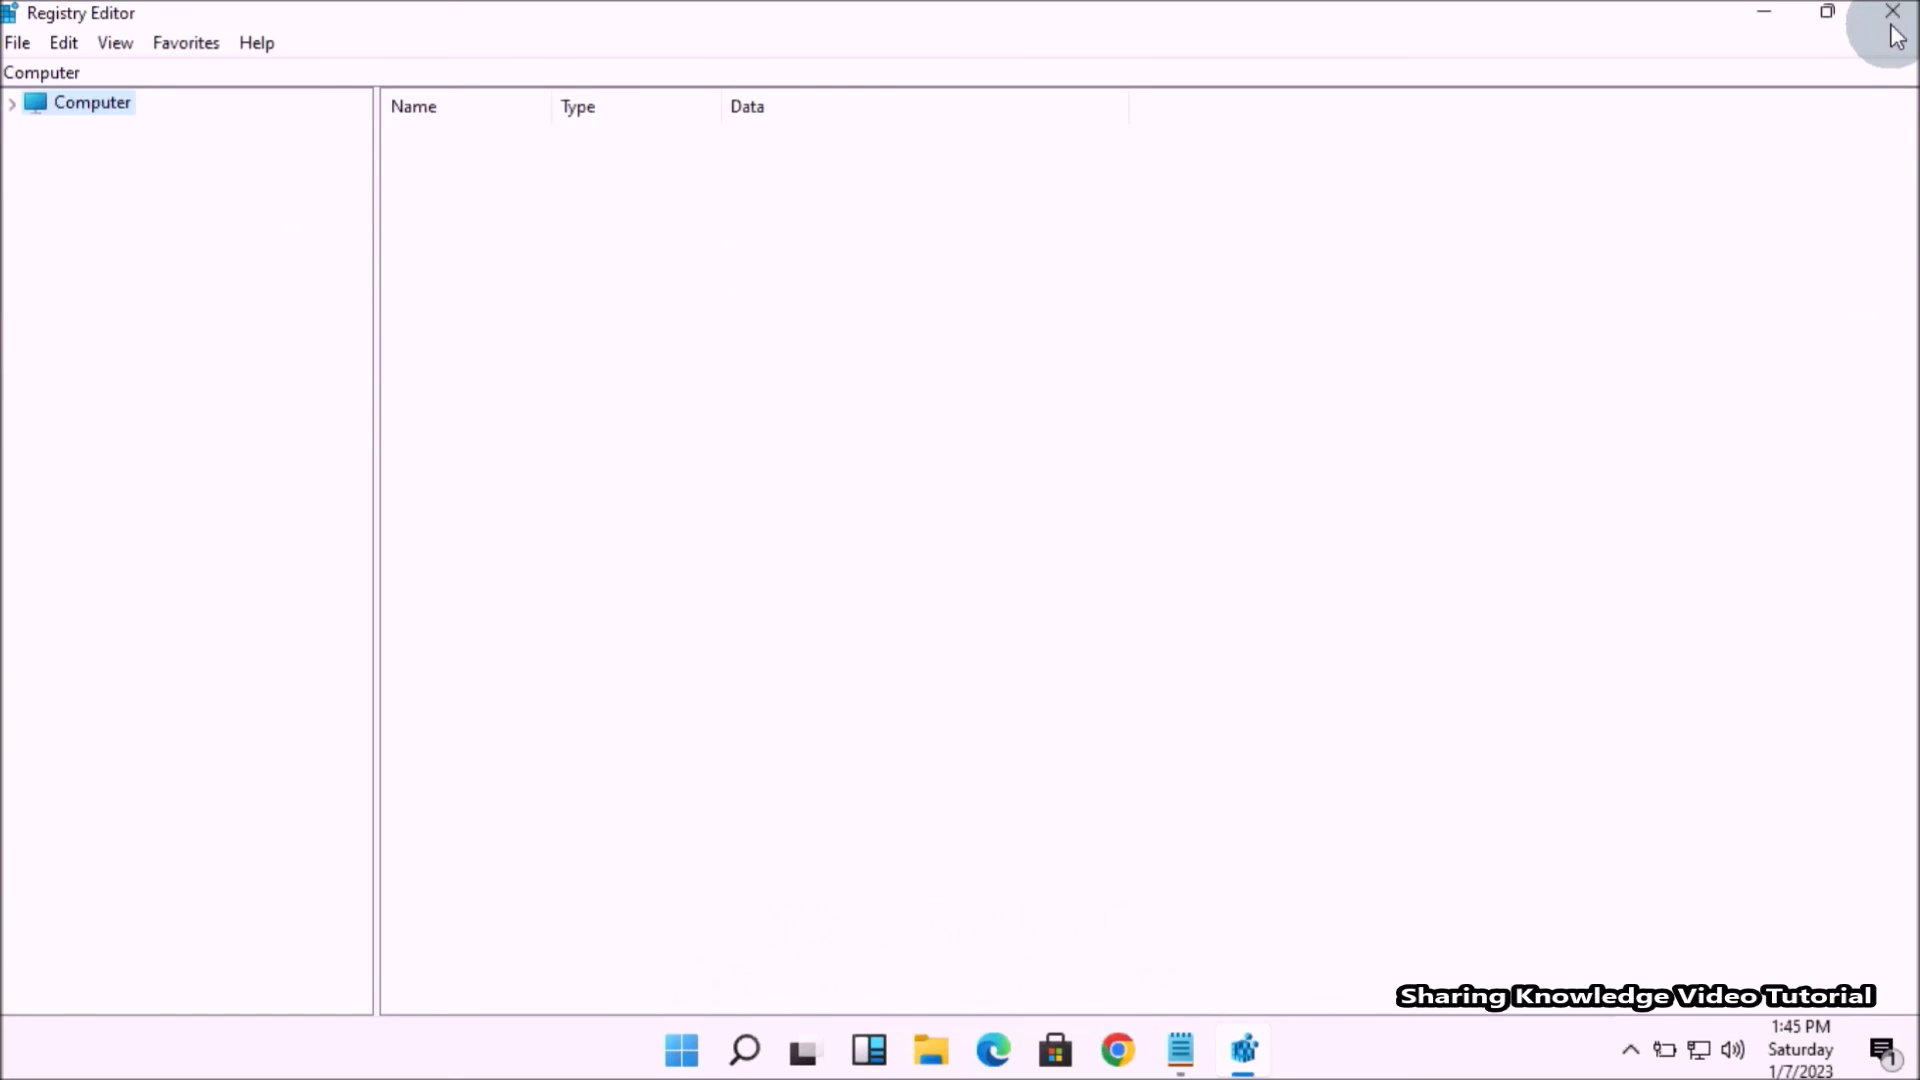 Registry Editor
File Edit View Favorites Help
Computer
Computer
Name Type Data
Sharing Knowledge Video Tutorial
1:45 PM
Saturday
1/7/2023
1